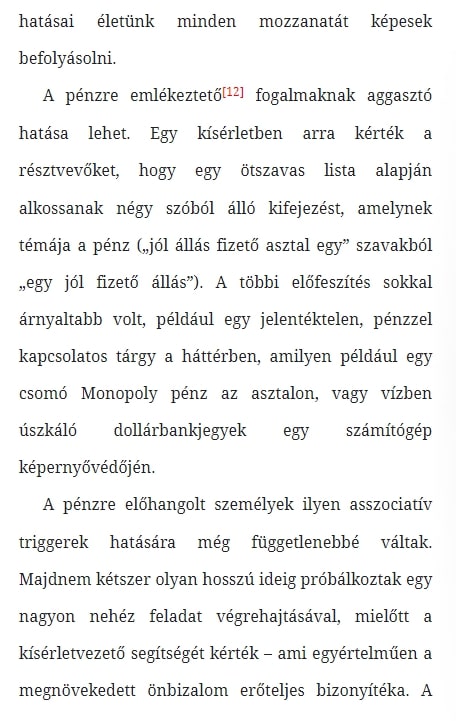 hatásai életünk minden mozzanatát képesek
befolyásolni.
A pénzre emlékeztető[12] fogalmaknak aggasztó
hatása lehet. Egy kísérletben arra kérték a
résztvevőket, hogy egy ötszavas lista alapján
alkossanak négy szóból álló kifejezést, amelynek
témája a pénz („jól állás fizető asztal egy” szavakból
„egy jól fizető állás”). A többi előfeszítés sokkal
árnyaltabb volt, például egy jelentéktelen, pénzzel
kapcsolatos tárgy a háttérben, amilyen például egy
csomó Monopoly pénz az asztalon, vagy vízben
úszkáló dollárbankjegyek egy számítógép
képernyővédőjén.
A pénzre előhangolt személyek ilyen asszociatív
triggerek hatására még függetlenebbé váltak.
Majdnem kétszer olyan hosszú ideig próbálkoztak egy
nagyon nehéz feladat végrehajtásával, mielőtt a
kísérletvezető segítségét kérték – ami egyértelműen a
megnövekedett önbizalom erőteljes bizonyítéka. A